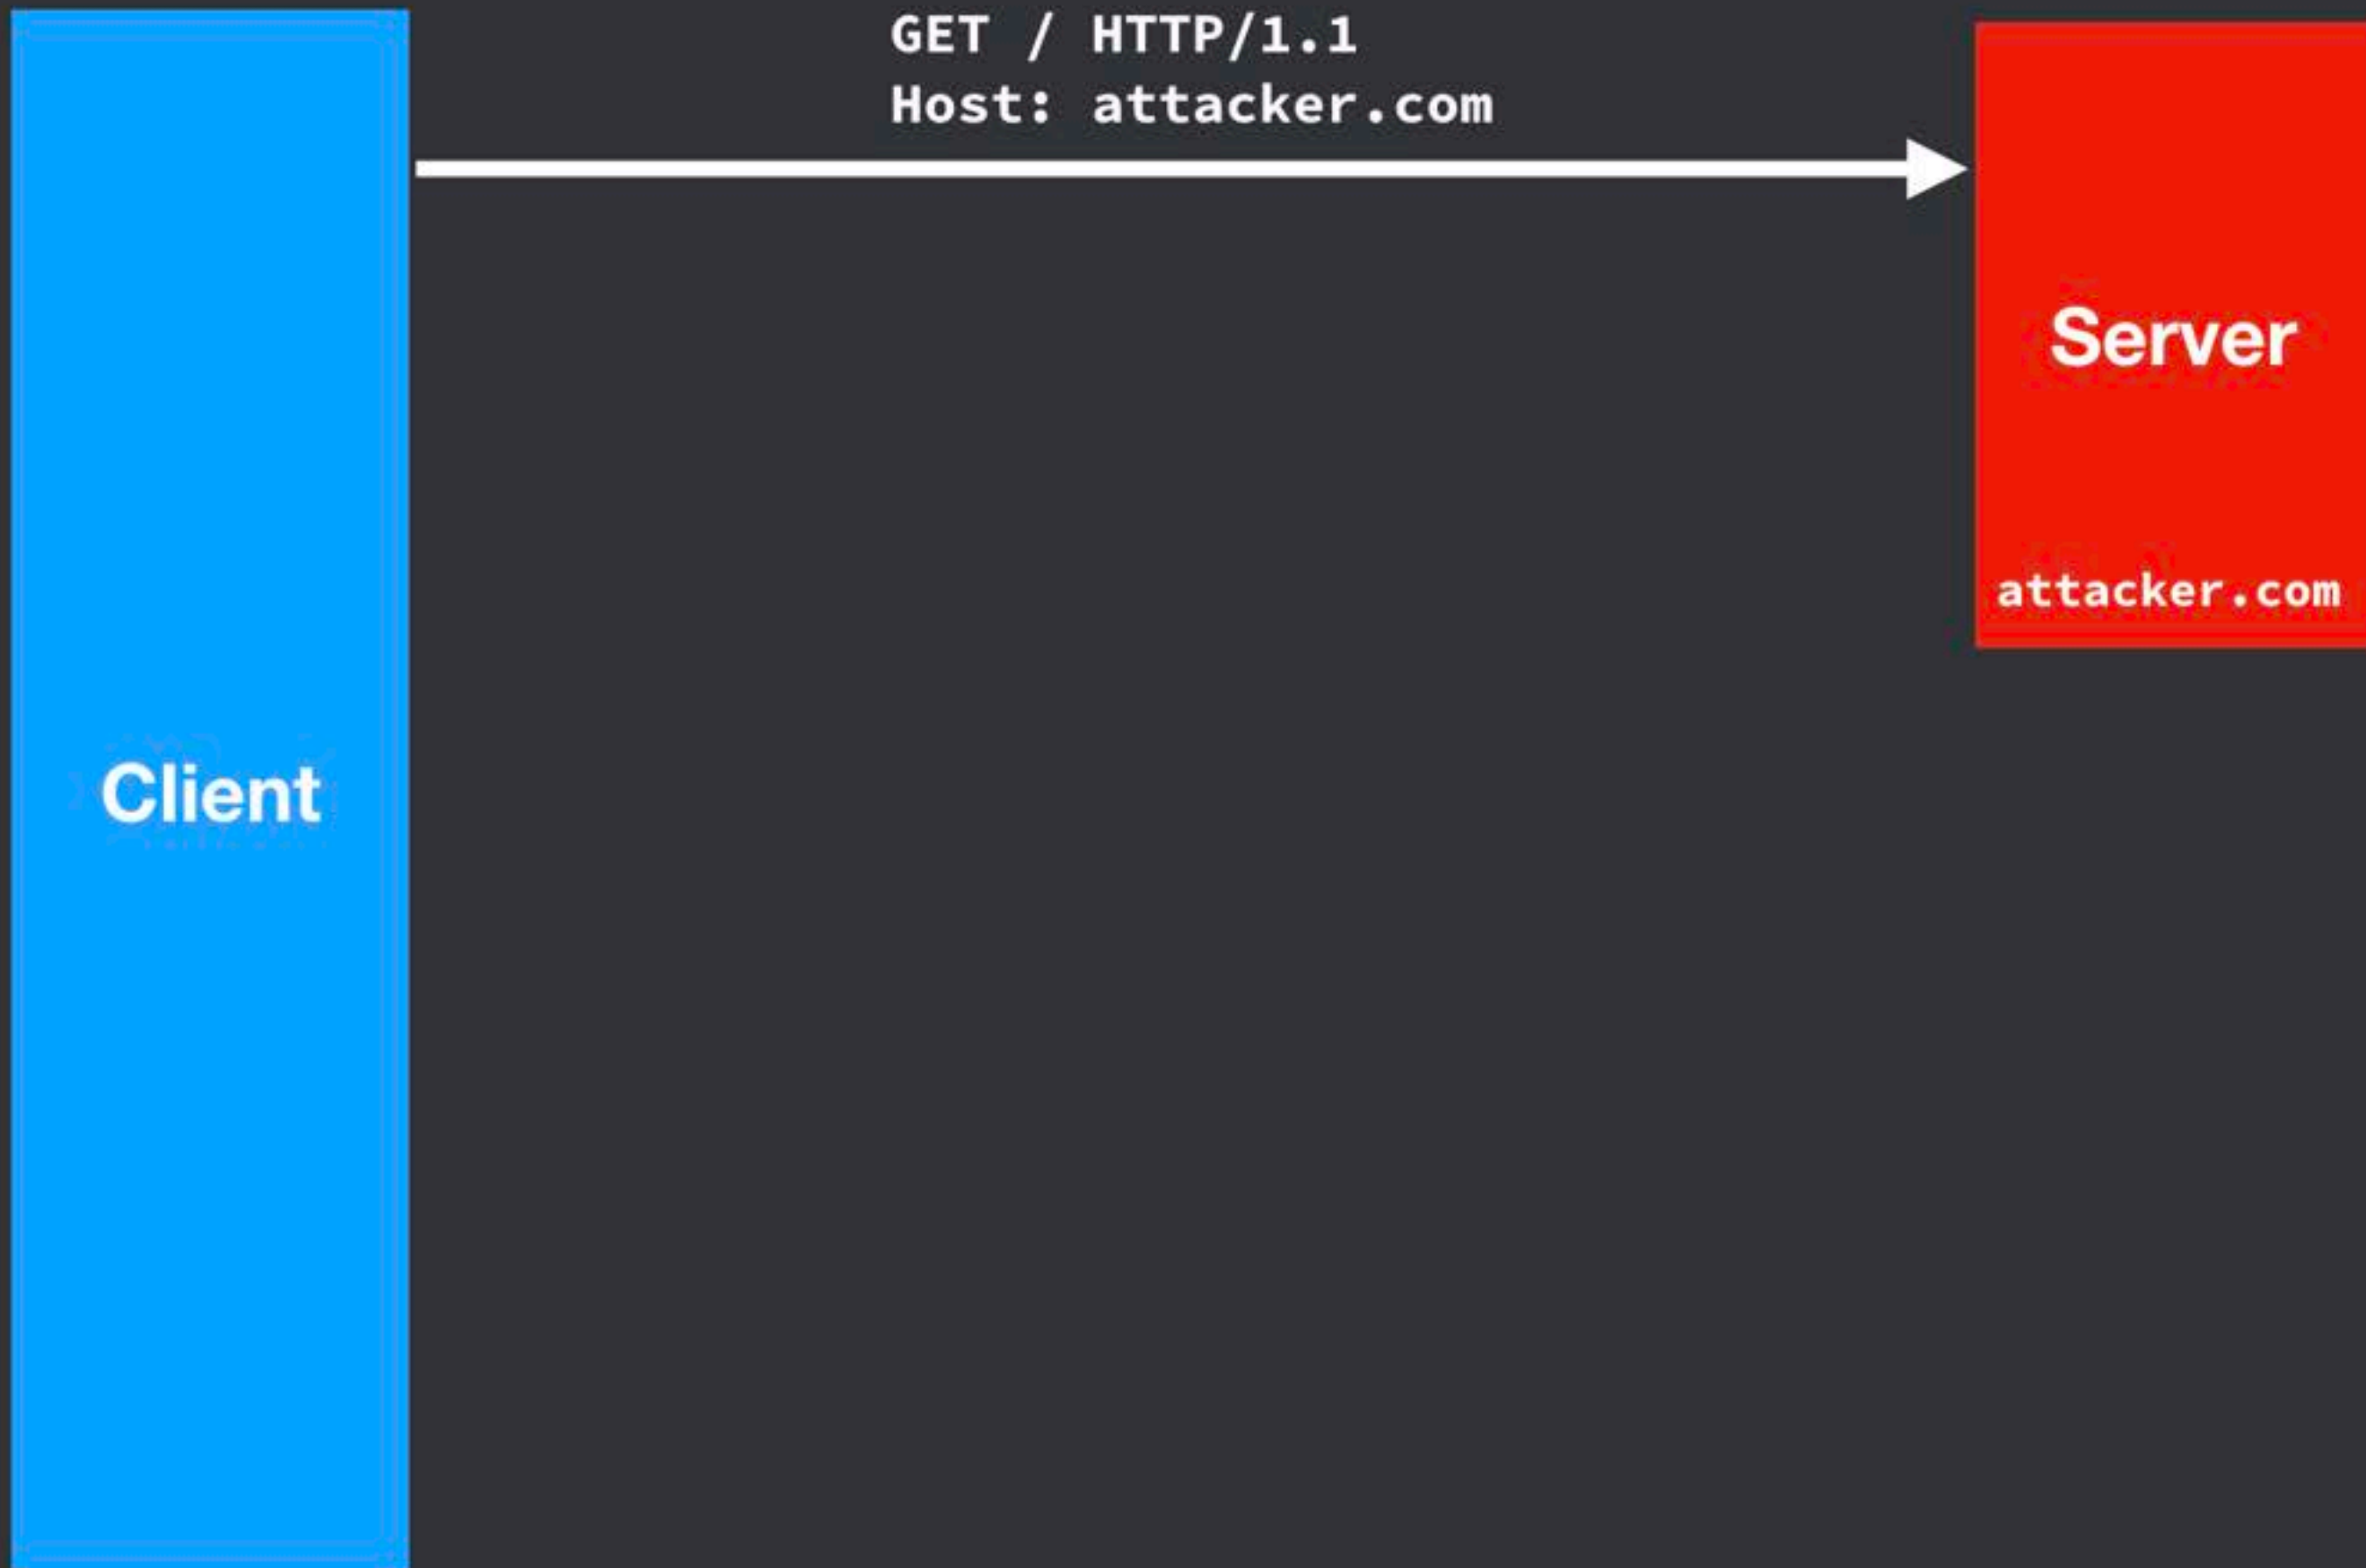 GET / HTTP/1.1
Host: attacker.com
Server
attacker.com
Client